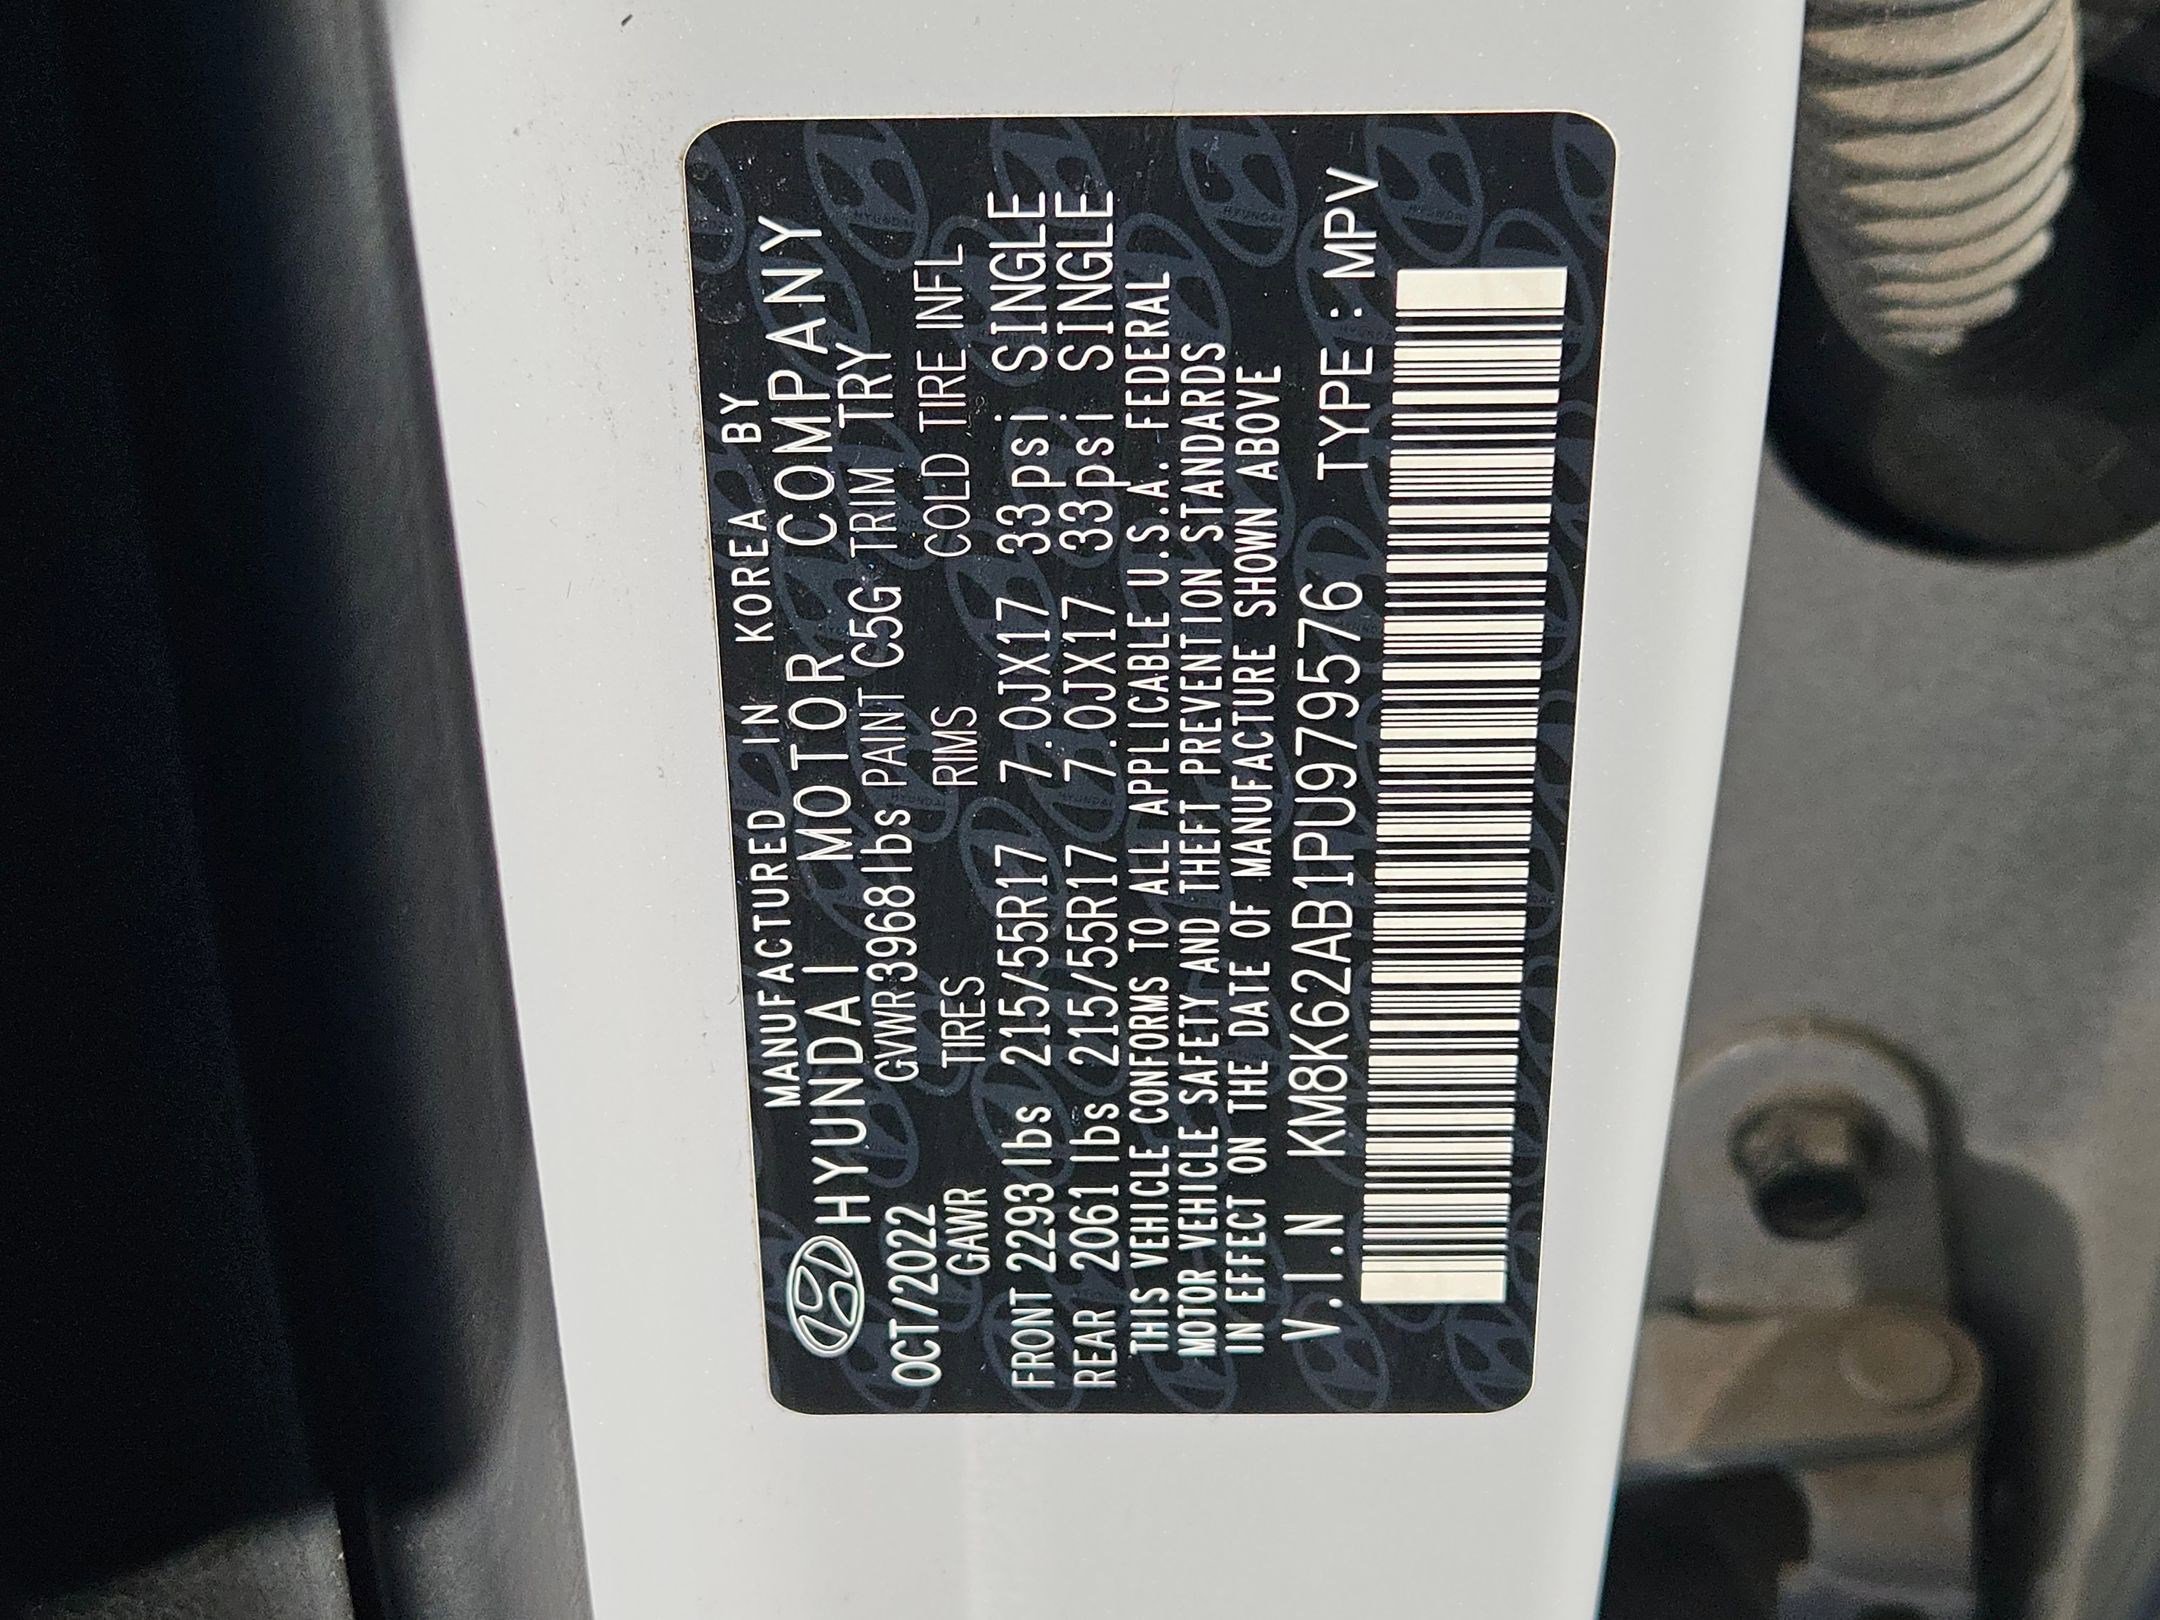 MANUFACTURED IN KOREA BY
HYUNDAI MOTOR COMPANY
OCT/2022 GVWR3968lbs PAINT C5G TRIM TRY
GAWR TIRES RIMS COLD TIRE INFL
FRONT 2293lbs 215/55R17 7.0JX17 33psi SINGLE
REAR 2061lbs 215/55R17 7.0JX17 33psi SINGLE
THIS VEHICLE CONFORMS TO ALL APPLICABLE U.S.A. FEDERAL
MOTOR VEHICLE SAFETY AND THEFT PREVENTION STANDARDS
IN EFFECT ON THE DATE OF MANUFACTURE SHOWN ABOVE
V.I.N KM8K62AB1PU979576 TYPE:MPV